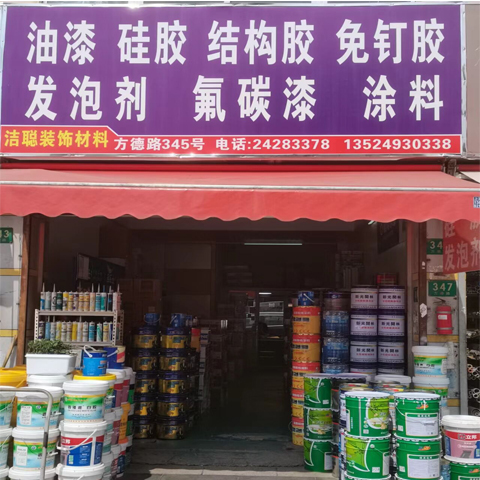 油漆 硅胶 结构胶 免钉胶
发泡剂 氟碳漆 涂料
洁聪装饰材料 方德路345号 电话:24283378 13524930338
发泡剂
347